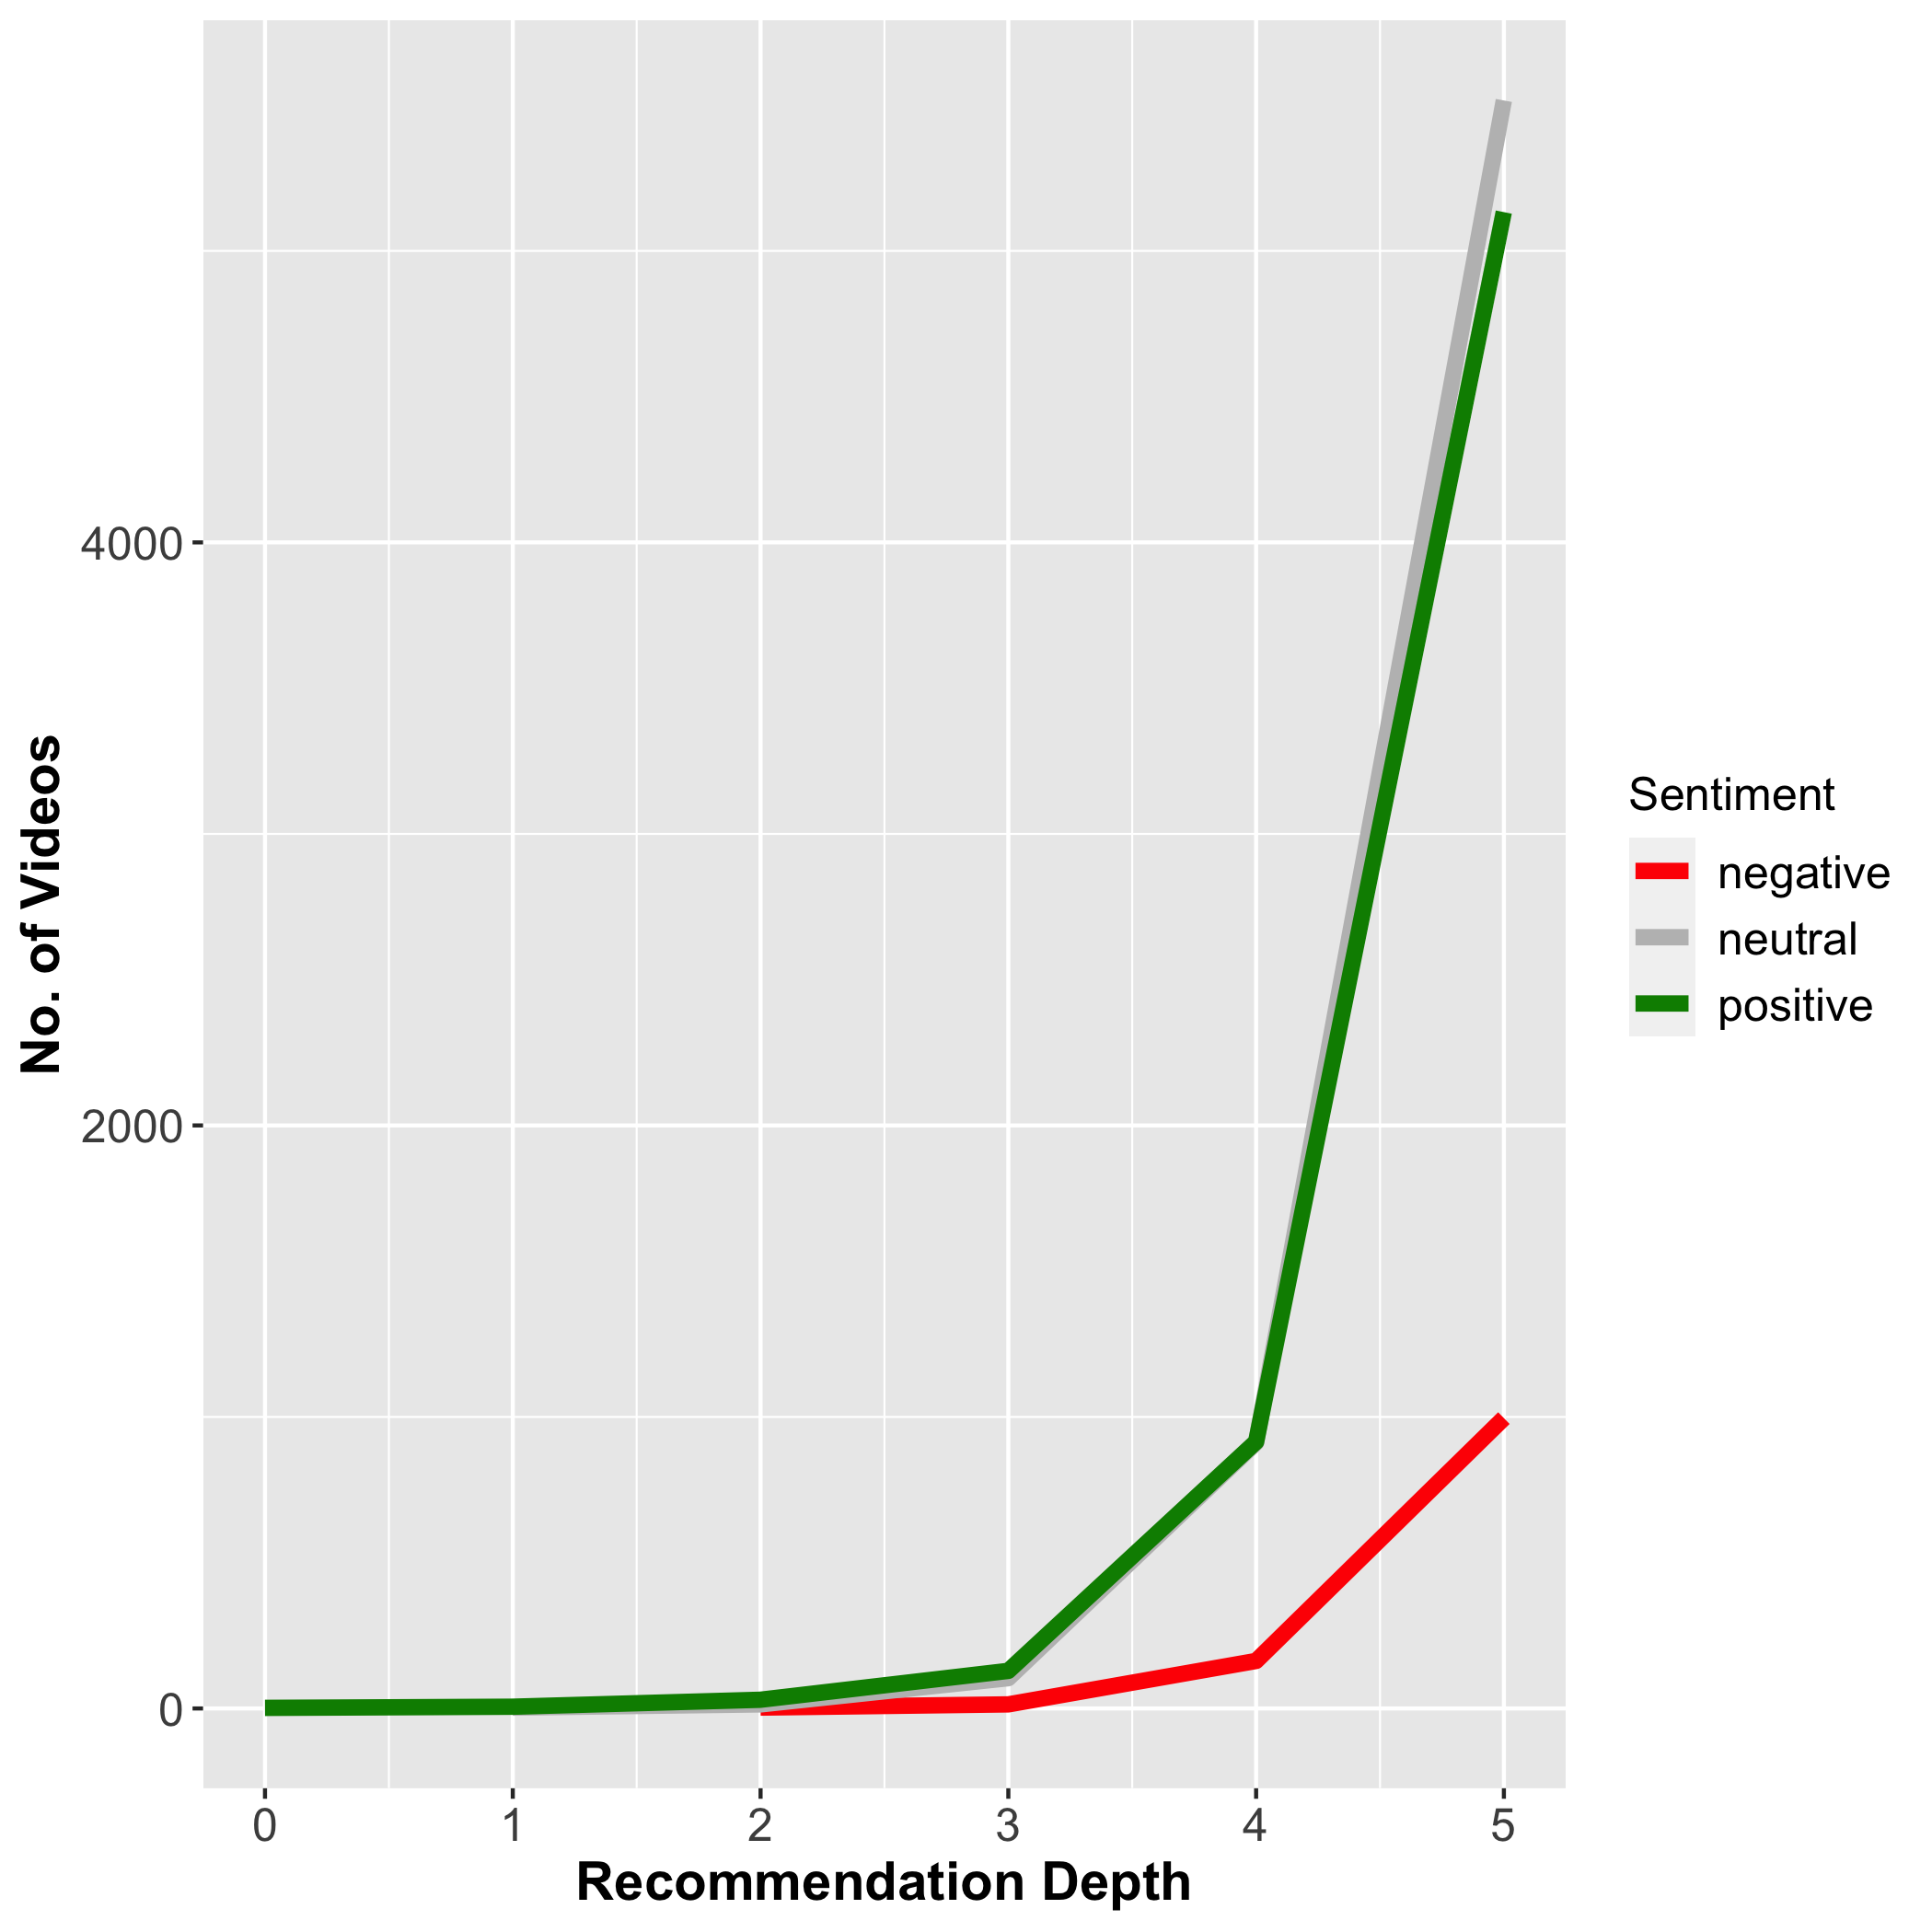 No. of Videos
4000
2000
0
0 1 2 3 4 5
Recommendation Depth
Sentiment
negative
neutral
positive